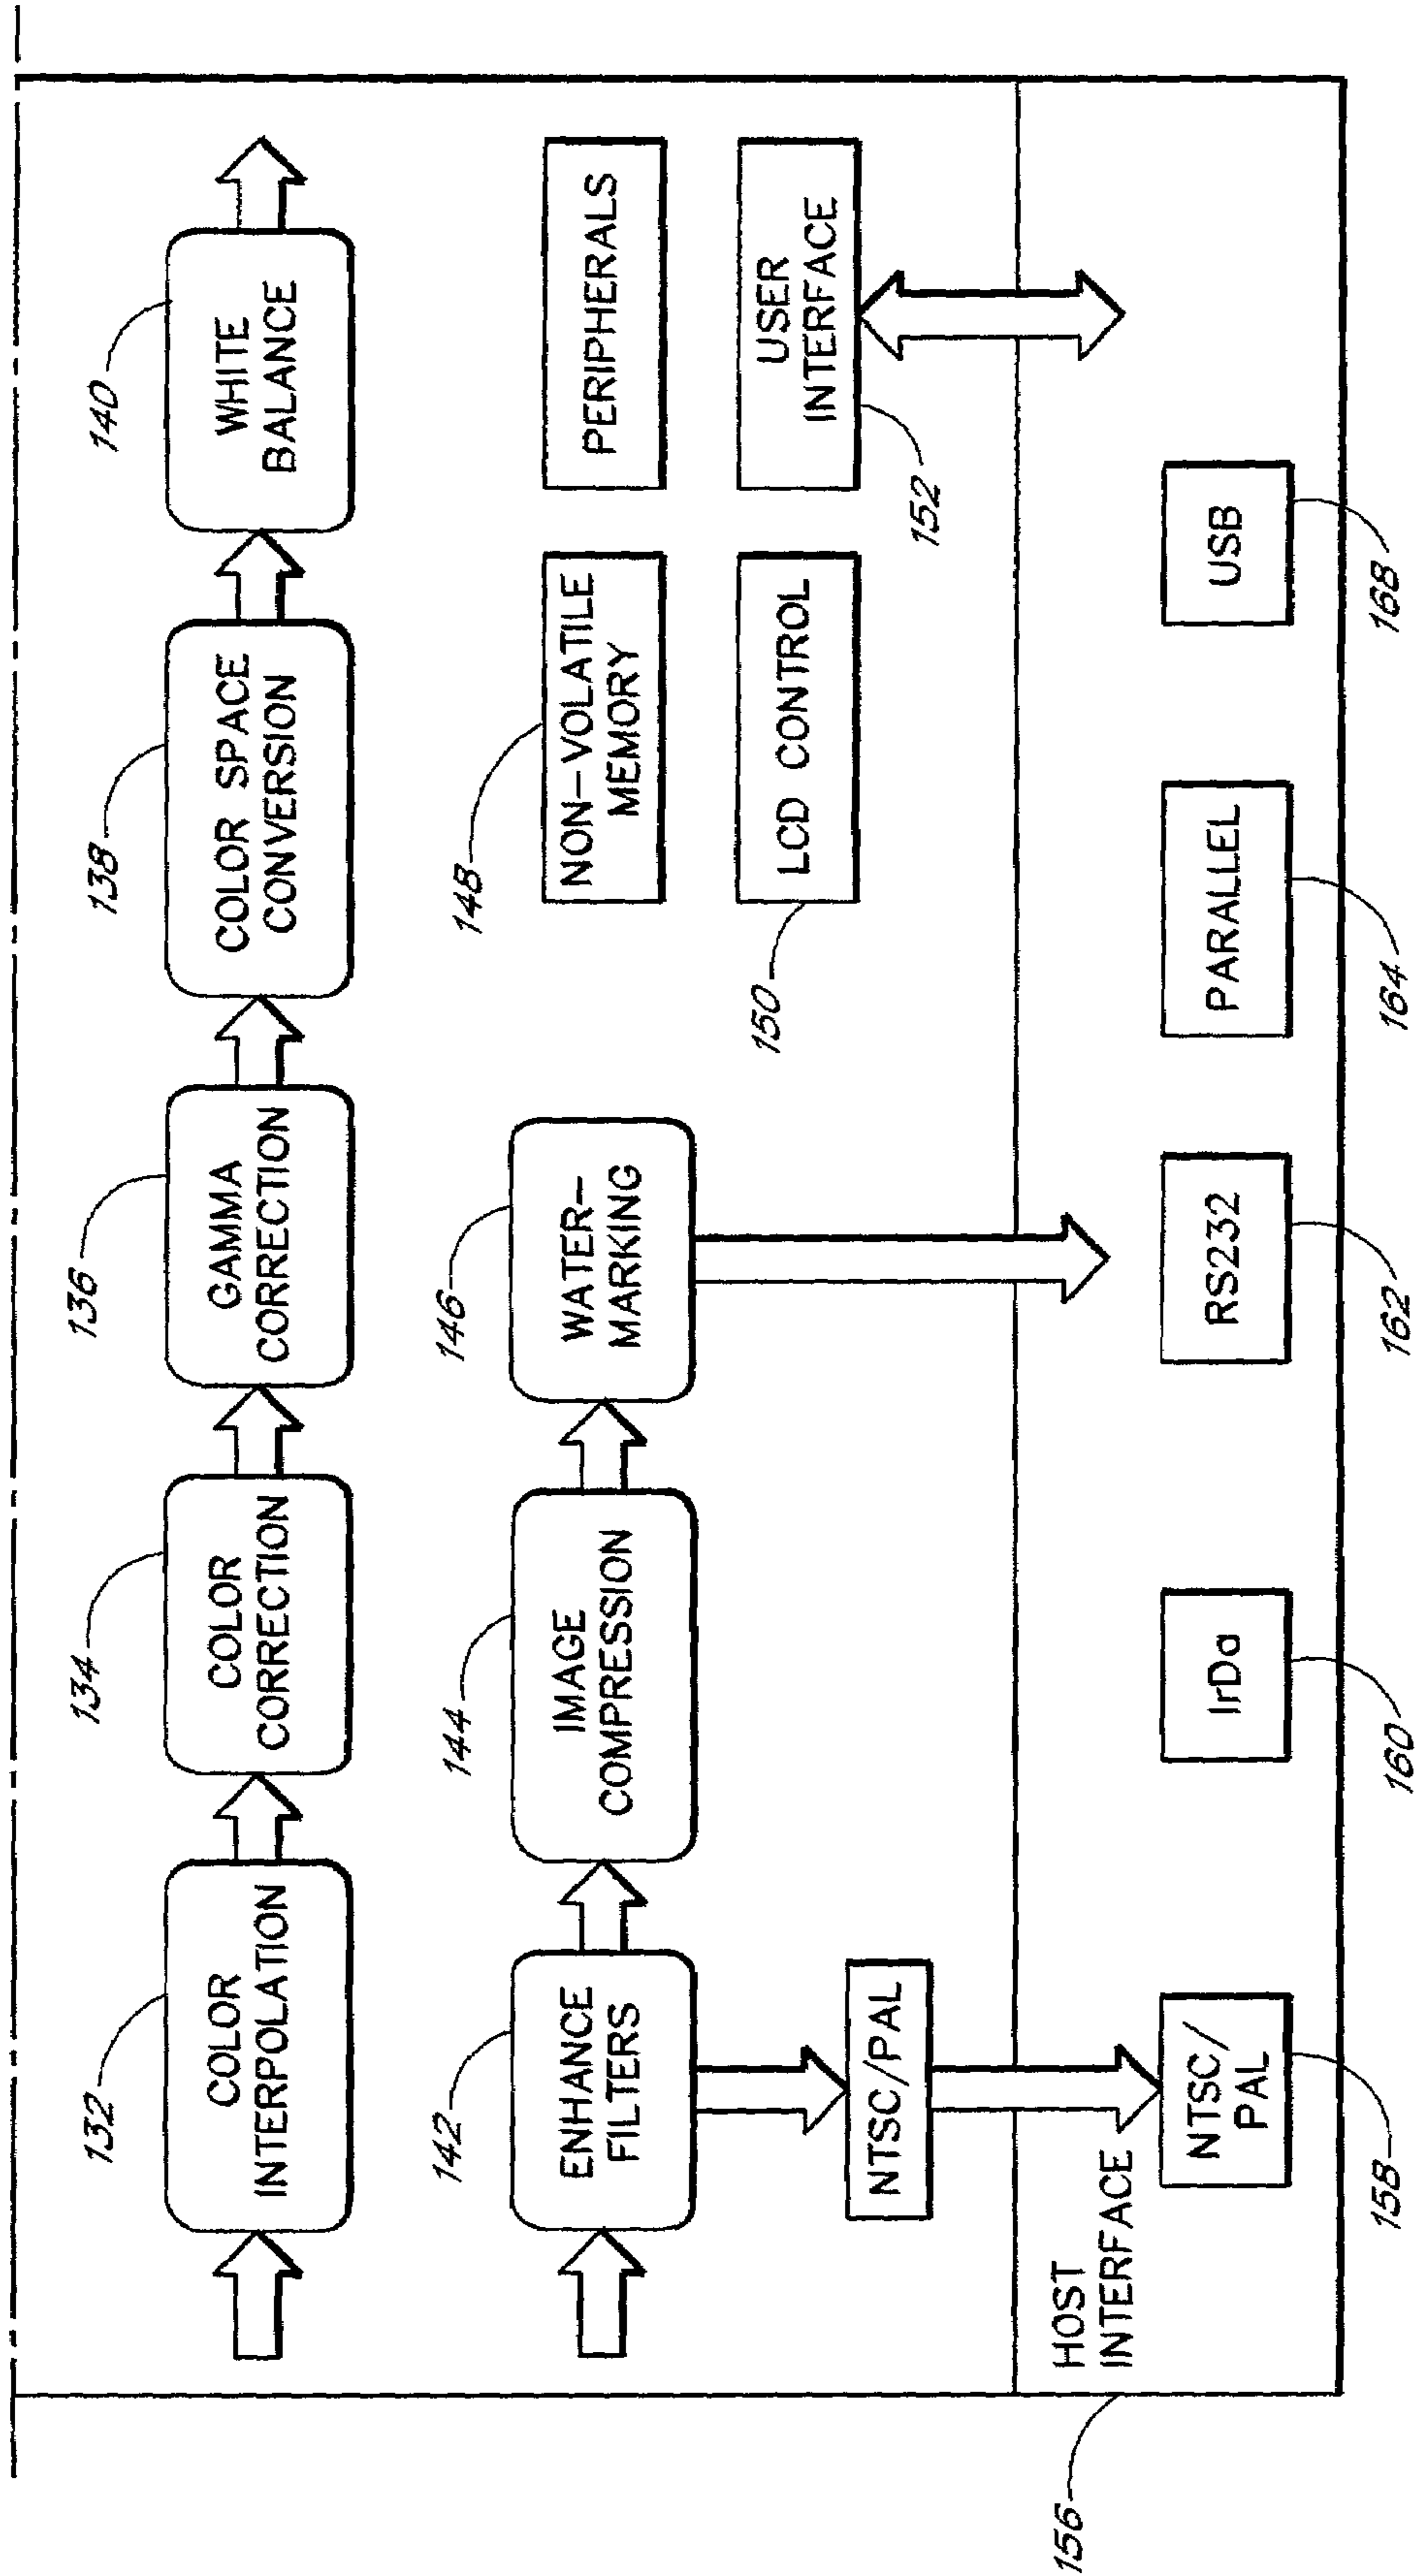 132
COLOR
INTERPOLATION
134
COLOR
CORRECTION
136
GAMMA
CORRECTION
138
COLOR SPACE
CONVERSION
140
WHITE
BALANCE
142
ENHANCE
FILTERS
144
IMAGE
COMPRESSION
146
WATER-
MARKING
148
NON-VOLATILE
MEMORY
PERIPHERALS
150
LCD CONTROL
USER
INTERFACE
152
NTSC/PAL
156
HOST
INTERFACE
NTSC/
PAL
158
IrDa
160
RS232
162
PARALLEL
164
USB
168